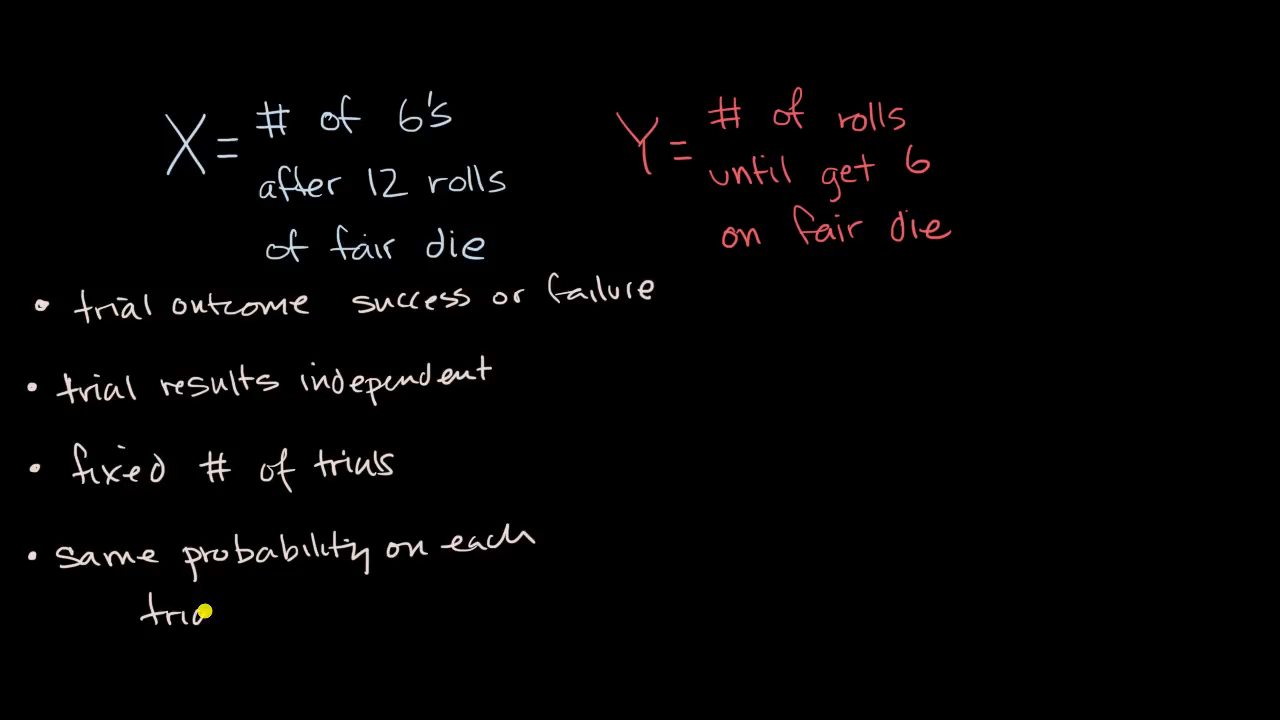 X = # of 6's
after 12 rolls
of fair die
Y = # of rolls
until get 6
on fair die
• trial outcome success or failure
• trial results independent
• fixed # of trials
• same probability on each
tria